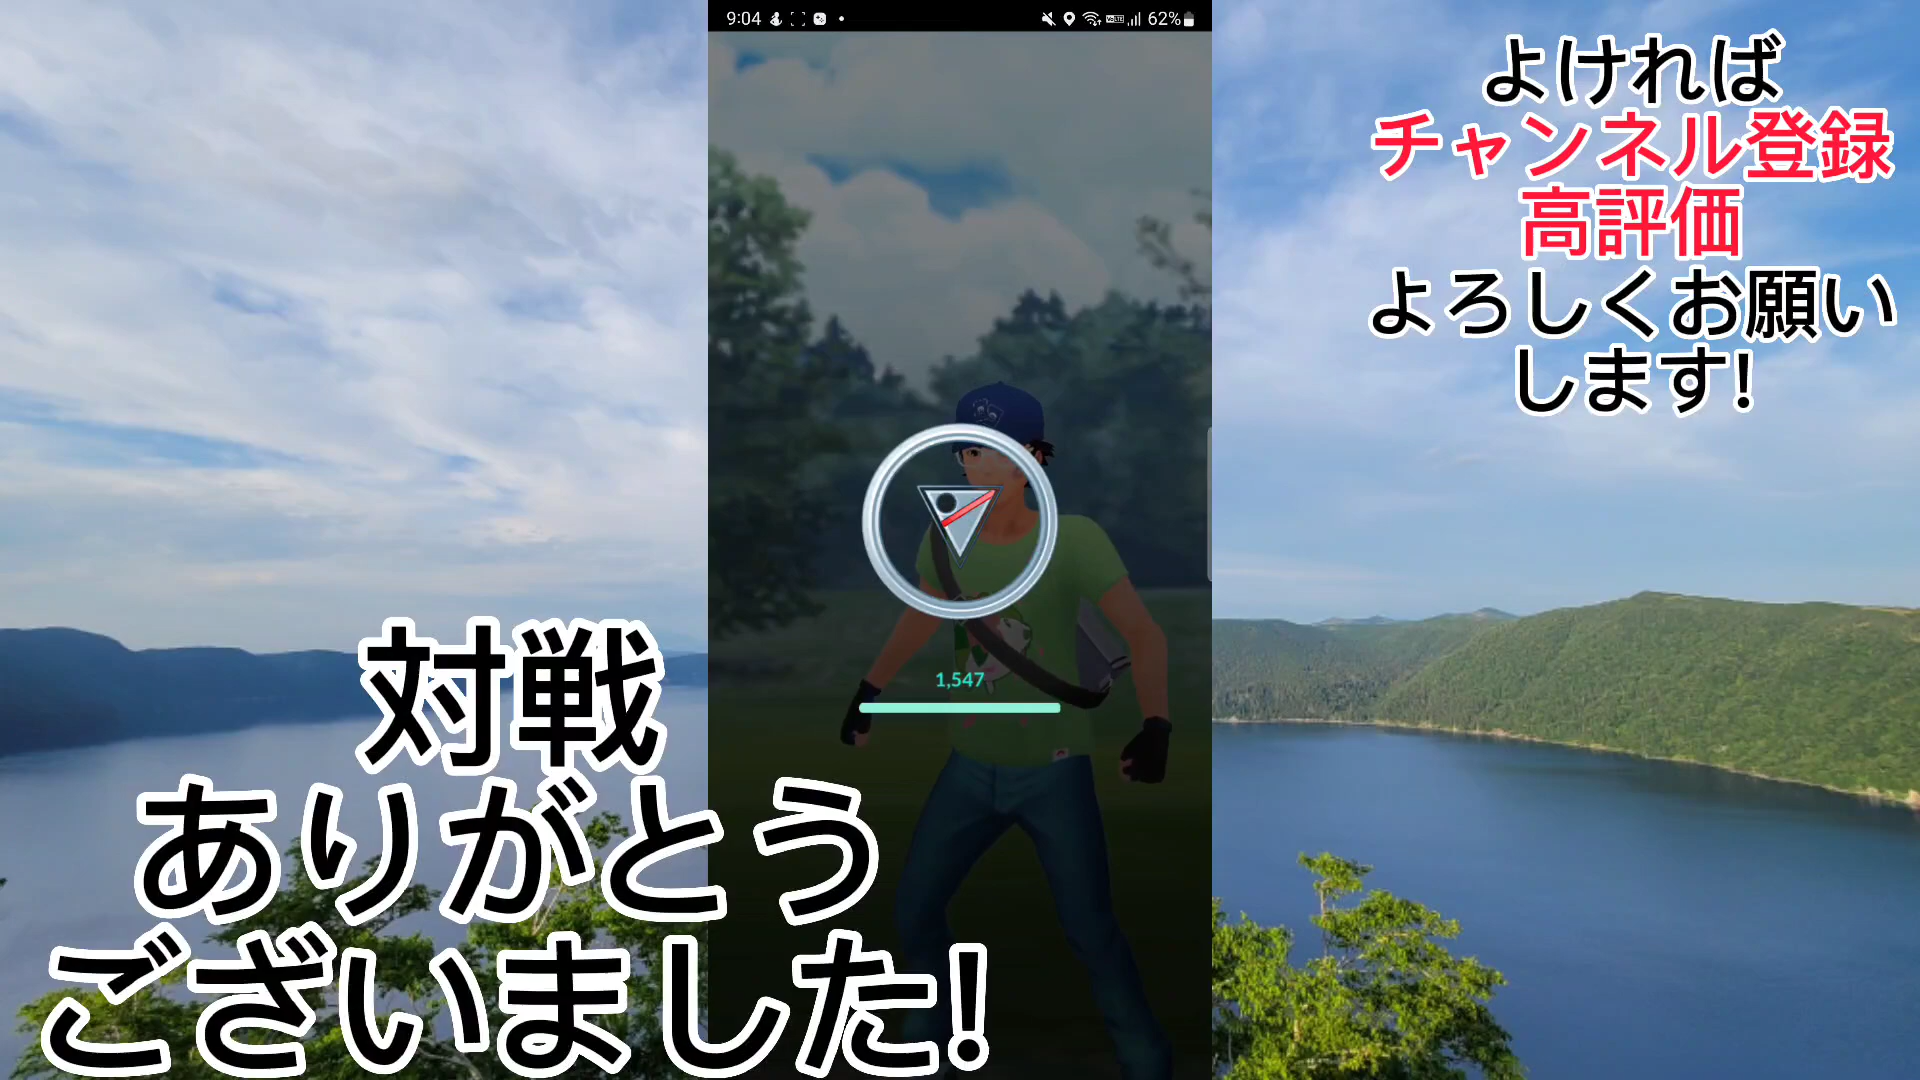 9:04
62%
よければ
チャンネル登録
高評価
よろしくお願い
します!
1,547
対戦
ありがとう
ございました!